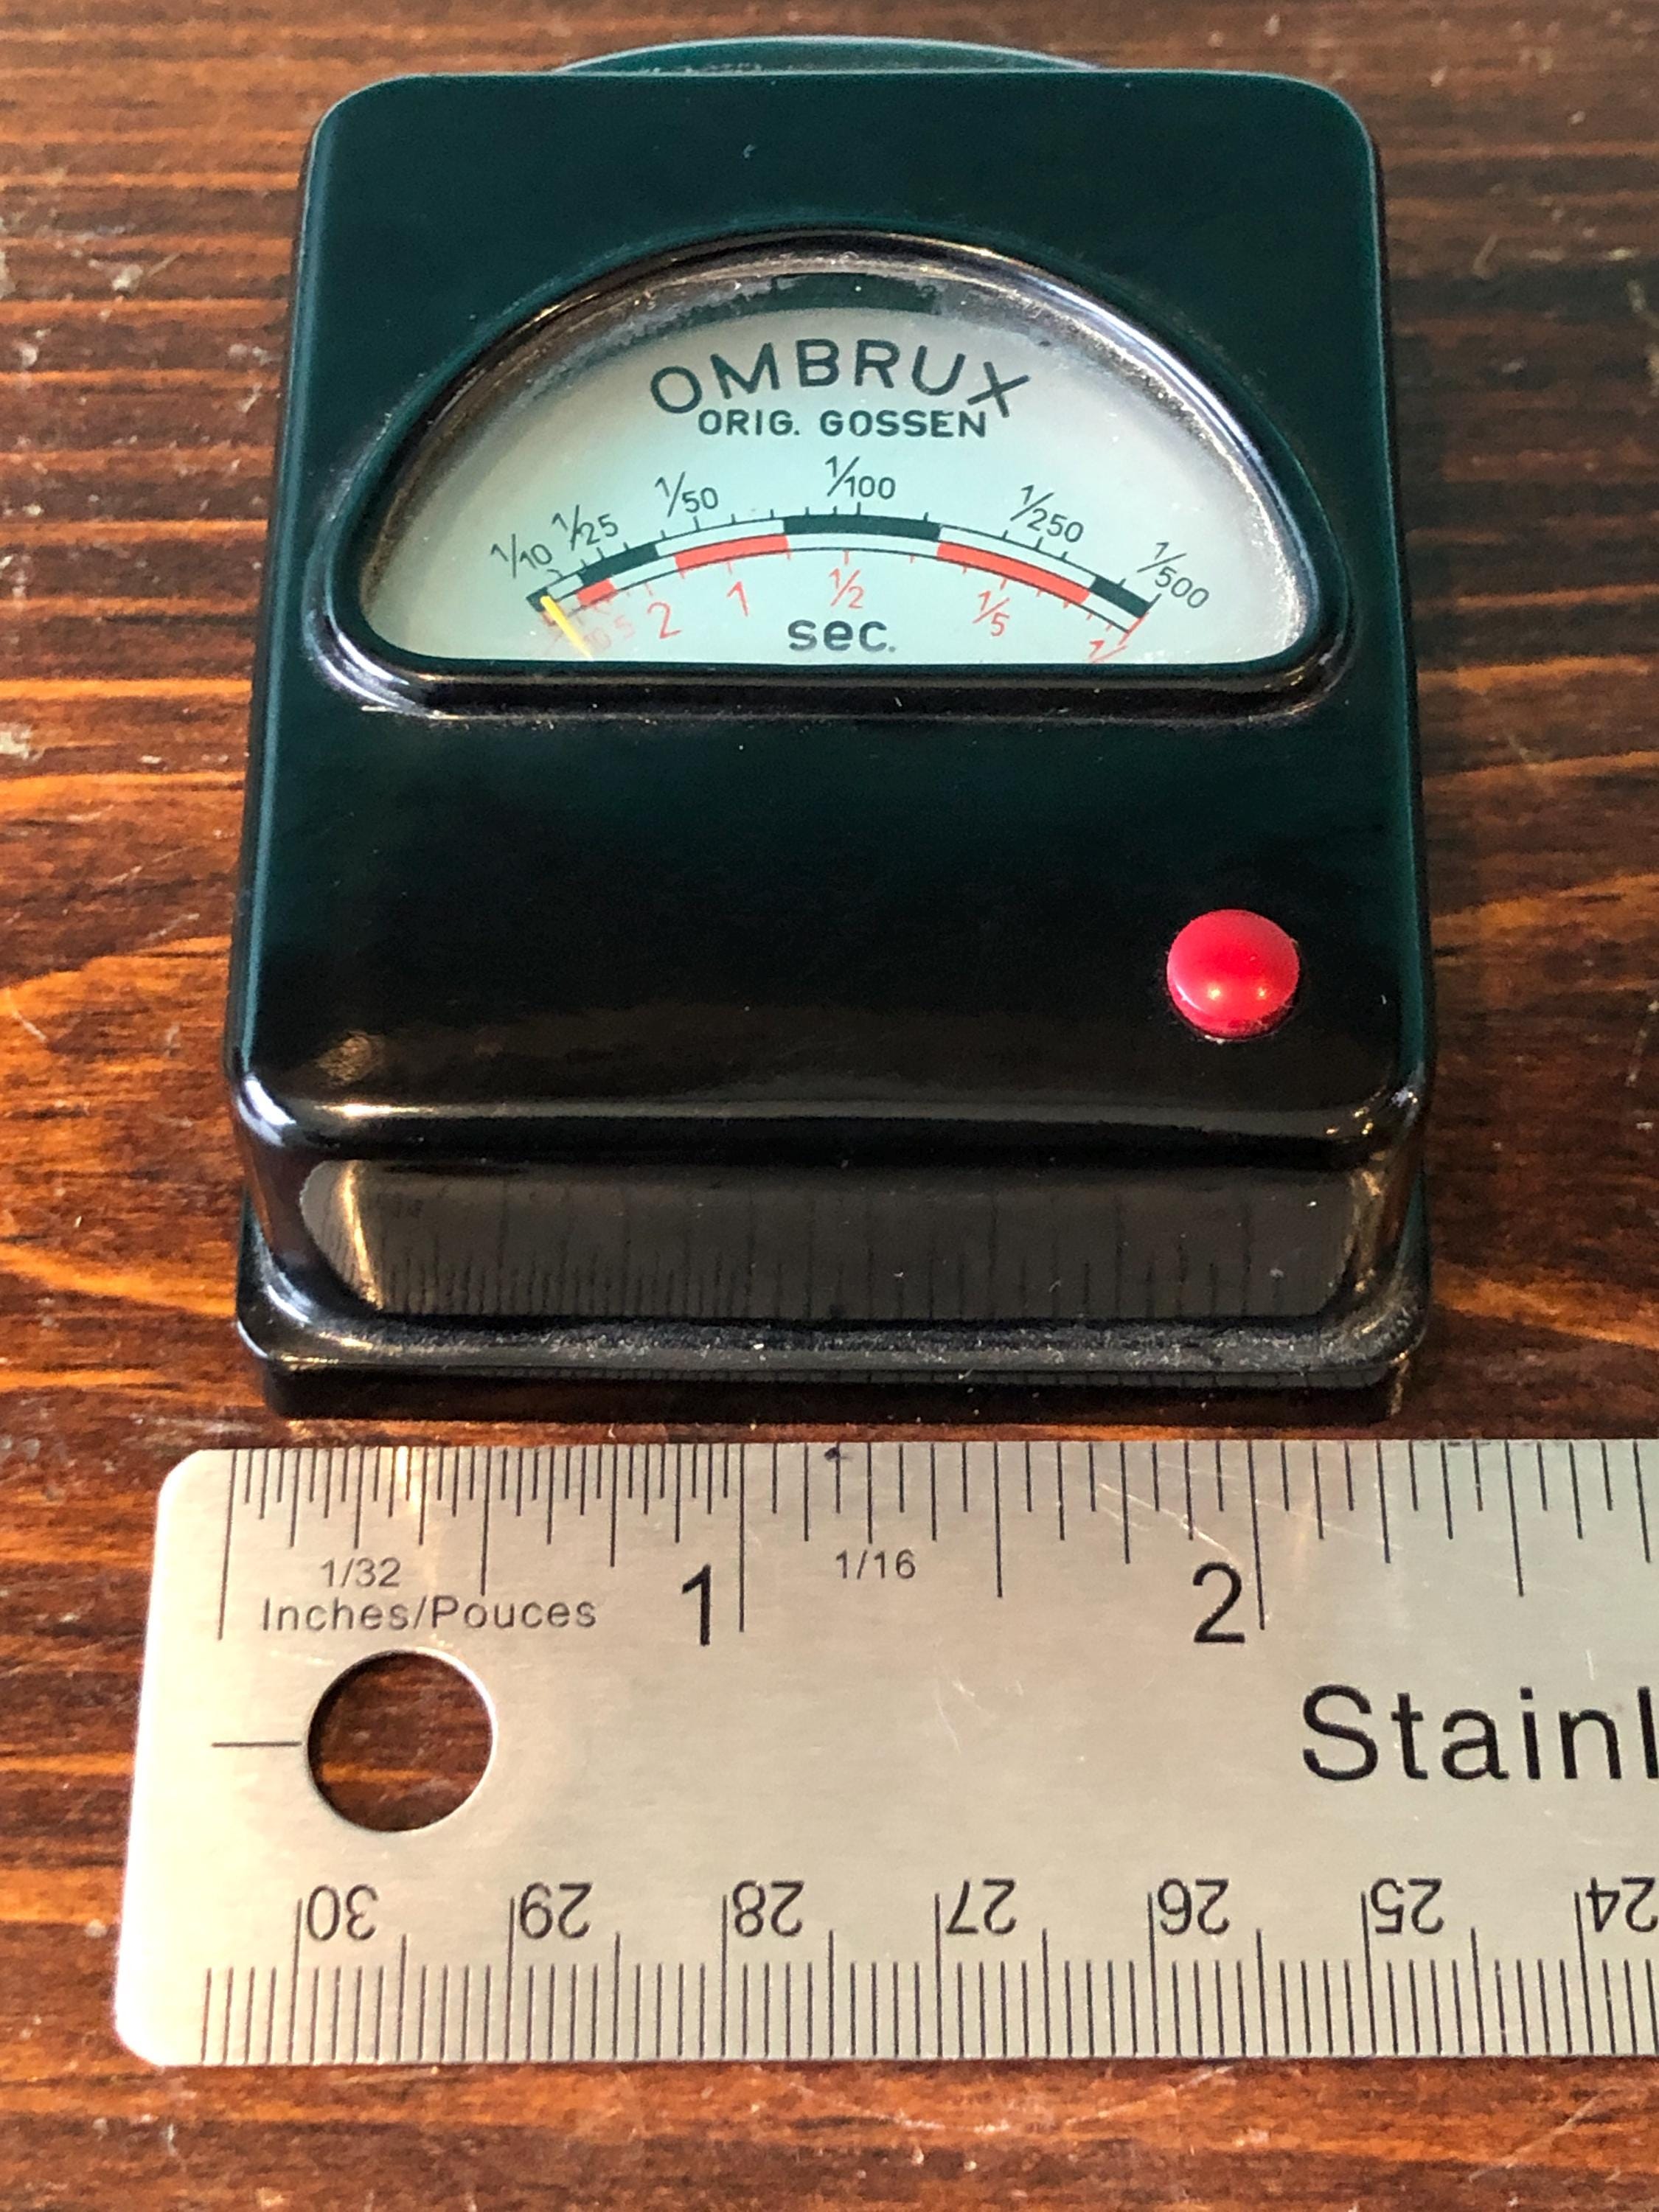 OMBRUX
ORIG. GOSSEN
1/10 1/25 1/50 1/100 1/250 1/500
5 2 1 1/2 1/5
sec.
1/32 1/16
Inches/Pouces 1 2
Stainl
30 29 28 27 26 25 24